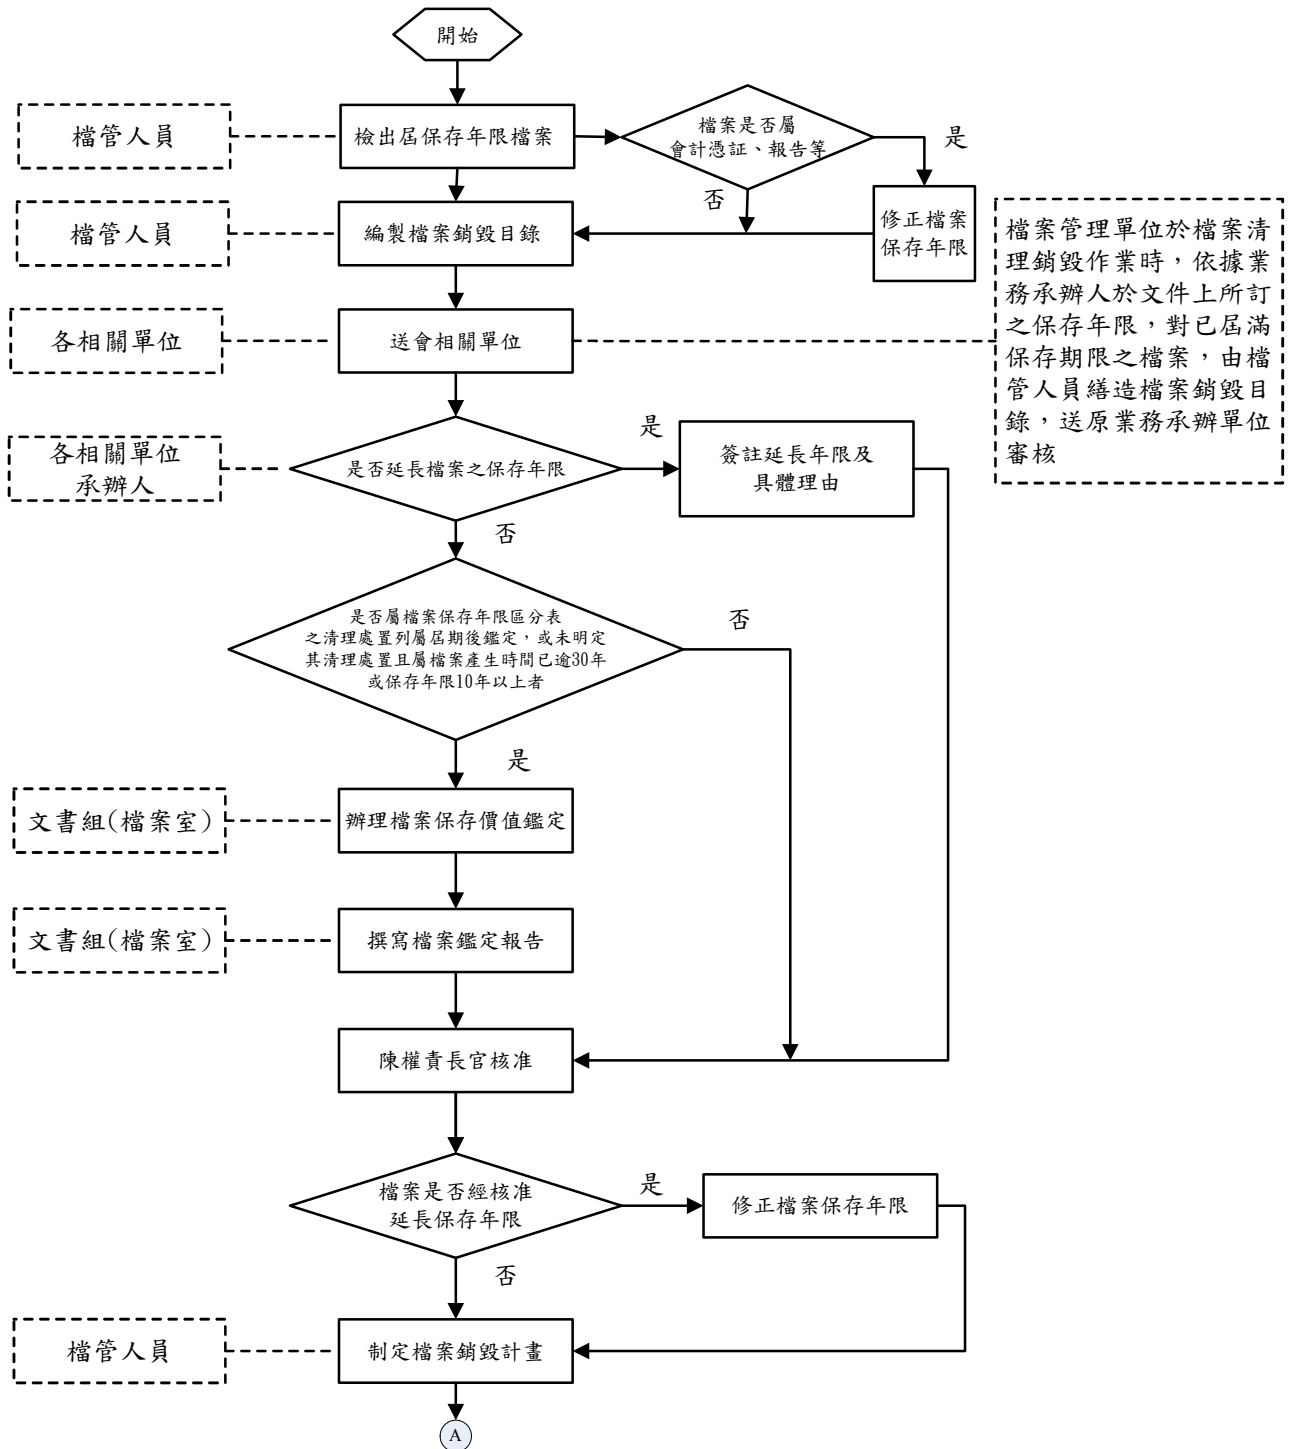 開始
檔管人員
檢出屆保存年限檔案
檔案是否屬
會計憑証、報告等
是
否
修正檔案
保存年限
檔管人員
編製檔案銷毀目錄
檔案管理單位於檔案清
理銷毀作業時，依據業
務承辦人於文件上所訂
之保存年限，對已屆滿
保存期限之檔案，由檔
管人員繕造檔案銷毀目
錄，送原業務承辦單位
審核
各相關單位
送會相關單位
各相關單位
承辦人
是否延長檔案之保存年限
是
簽註延長年限及
具體理由
否
是否屬檔案保存年限區分表
之清理處置列屬屆期後鑑定，或未明定
其清理處置且屬檔案產生時間已逾30年
或保存年限10年以上者
否
是
文書組(檔案室)
辦理檔案保存價值鑑定
文書組(檔案室)
撰寫檔案鑑定報告
陳權責長官核准
檔案是否經核准
延長保存年限
是
修正檔案保存年限
否
檔管人員
制定檔案銷毀計畫
A